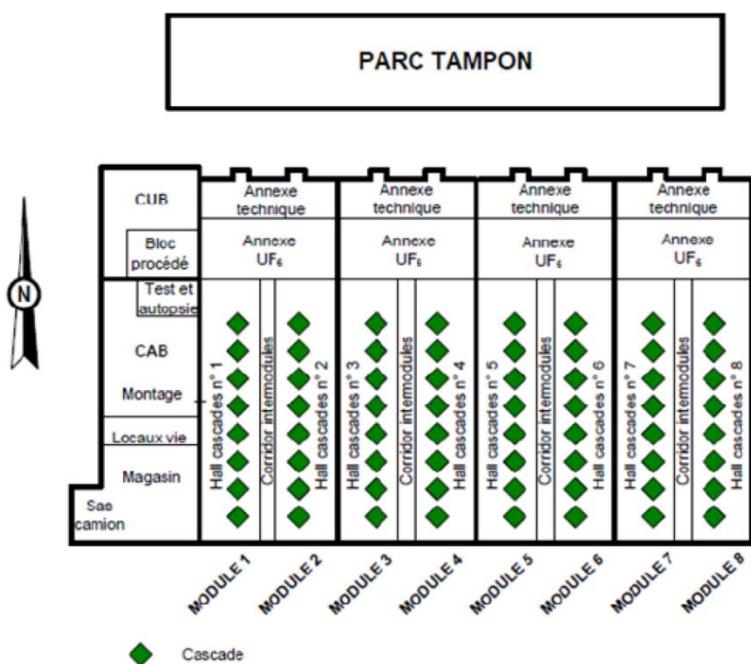 PARC TAMPON
N
CUB
Bloc
procédé
Test et
autopsie
CAB
Montage
Locaux vie
Magasin
Sas
camion
Annexe
technique
Annexe
technique
Annexe
technique
Annexe
technique
Annexe
UF₆
Annexe
UF₆
Annexe
UF₆
Annexe
UF₆
Hall cascades n° 1
Corridor intermodules
Hall cascades n° 2
Hall cascades n° 3
Corridor intermodules
Hall cascades n° 4
Hall cascades n° 5
Corridor intermodules
Hall cascades n° 6
Hall cascades n° 7
Corridor intermodules
Hall cascades n° 8
MODULE 1
MODULE 2
MODULE 3
MODULE 4
MODULE 5
MODULE 6
MODULE 7
MODULE 8
Cascade